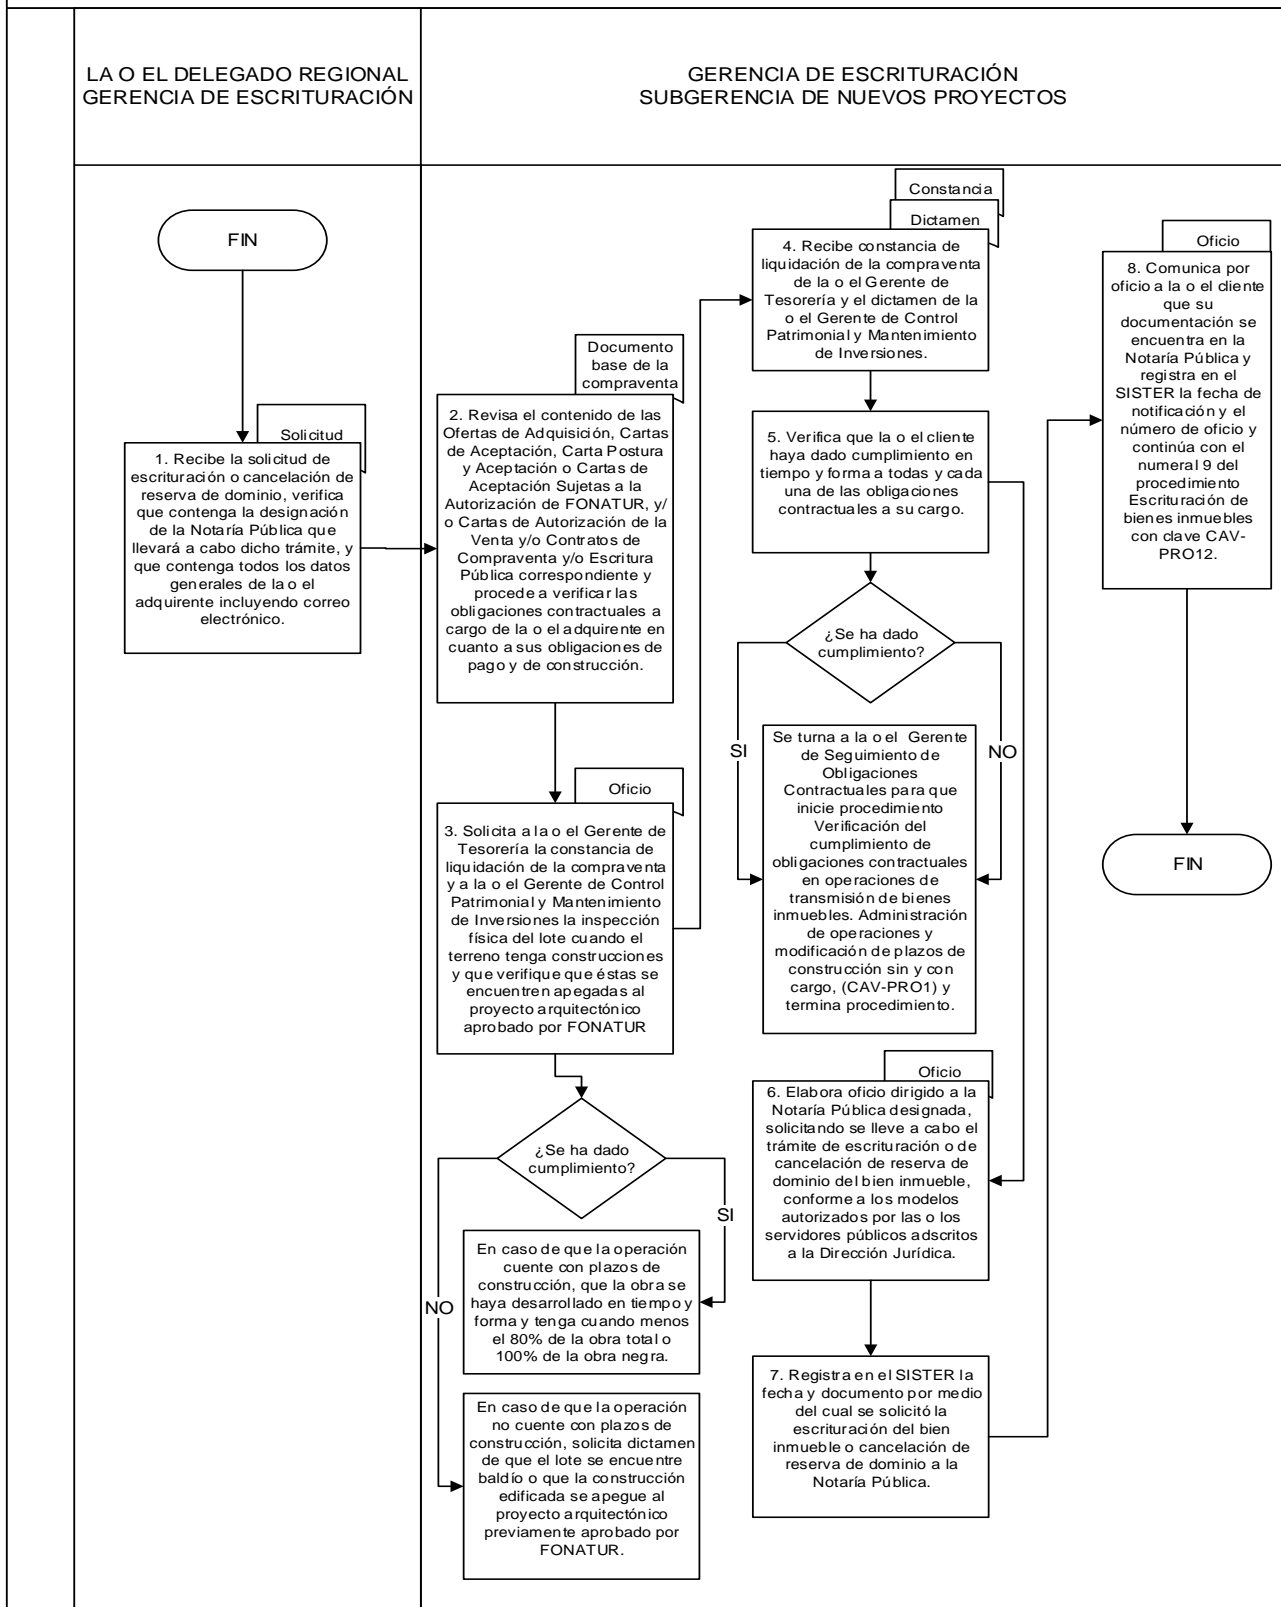 LA O EL DELEGADO REGIONAL
GERENCIA DE ESCRITURACIÓN
GERENCIA DE ESCRITURACIÓN
SUBGERENCIA DE NUEVOS PROYECTOS
FIN
Solicitud
1. Recibe la solicitud de
escrituración o cancelación de
reserva de dominio, verifica
que contenga la designación
de la Notaría Pública que
llevará a cabo dicho trámite, y
que contenga todos los datos
generales de la o el
adquirente incluyendo correo
electrónico.
Documento
base de la
compraventa
2. Revisa el contenido de las
Ofertas de Adquisición, Cartas
de Aceptación, Carta Postura
y Aceptación o Cartas de
Aceptación Sujetas a la
Autorización de FONATUR, y/
o Cartas de Autorización de la
Venta y/o Contratos de
Compraventa y/o Escritura
Pública correspondiente y
procede a verificar las
obligaciones contractuales a
cargo de la o el adquirente en
cuanto a sus obligaciones de
pago y de construcción.
Oficio
3. Solicita a la o el Gerente de
Tesorería la constancia de
liquidación de la compraventa
y a la o el Gerente de Control
Patrimonial y Mantenimiento
de Inversiones la inspección
física del lote cuando el
terreno tenga construcciones
y que verifique que éstas se
encuentren apegadas al
proyecto arquitectónico
aprobado por FONATUR
¿Se ha dado
cumplimiento?
SI
NO
En caso de que la operación
cuente con plazos de
construcción, que la obra se
haya desarrollado en tiempo y
forma y tenga cuando menos
el 80% de la obra total o
100% de la obra negra.
En caso de que la operación
no cuente con plazos de
construcción, solicita dictamen
de que el lote se encuentre
baldío o que la construcción
edificada se apegue al
proyecto arquitectónico
previamente aprobado por
FONATUR.
Constancia
Dictamen
4. Recibe constancia de
liquidación de la compraventa
de la o el Gerente de
Tesorería y el dictamen de la
o el Gerente de Control
Patrimonial y Mantenimiento
de Inversiones.
5. Verifica que la o el cliente
haya dado cumplimiento en
tiempo y forma a todas y cada
una de las obligaciones
contractuales a su cargo.
¿Se ha dado
cumplimiento?
SI
NO
Se turna a la o el Gerente
de Seguimiento de
Obligaciones
Contractuales para que
inicie procedimiento
Verificación del
cumplimiento de
obligaciones contractuales
en operaciones de
transmisión de bienes
inmuebles. Administración
de operaciones y
modificación de plazos de
construcción sin y con
cargo, (CAV-PRO1) y
termina procedimiento.
Oficio
6. Elabora oficio dirigido a la
Notaría Pública designada,
solicitando se lleve a cabo el
trámite de escrituración o de
cancelación de reserva de
dominio del bien inmueble,
conforme a los modelos
autorizados por las o los
servidores públicos adscritos
a la Dirección Jurídica.
7. Registra en el SISTER la
fecha y documento por medio
del cual se solicitó la
escrituración del bien
inmueble o cancelación de
reserva de dominio a la
Notaría Pública.
Oficio
8. Comunica por
oficio a la o el cliente
que su
documentación se
encuentra en la
Notaría Pública y
registra en el
SISTER la fecha de
notificación y el
número de oficio y
continúa con el
numeral 9 del
procedimiento
Escrituración de
bienes inmuebles
con clave CAV-
PRO12.
FIN